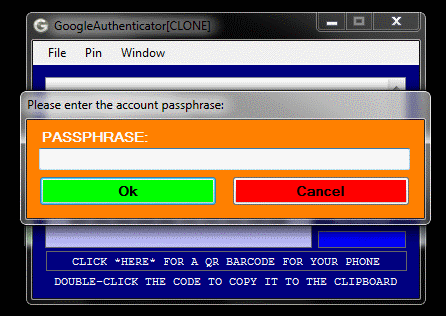 GoogleAuthenticator[CLONE]
File Pin Window
Please enter the account passphrase:
PASSPHRASE:
Ok Cancel
CLICK *HERE* FOR A QR BARCODE FOR YOUR PHONE
DOUBLE-CLICK THE CODE TO COPY IT TO THE CLIPBOARD